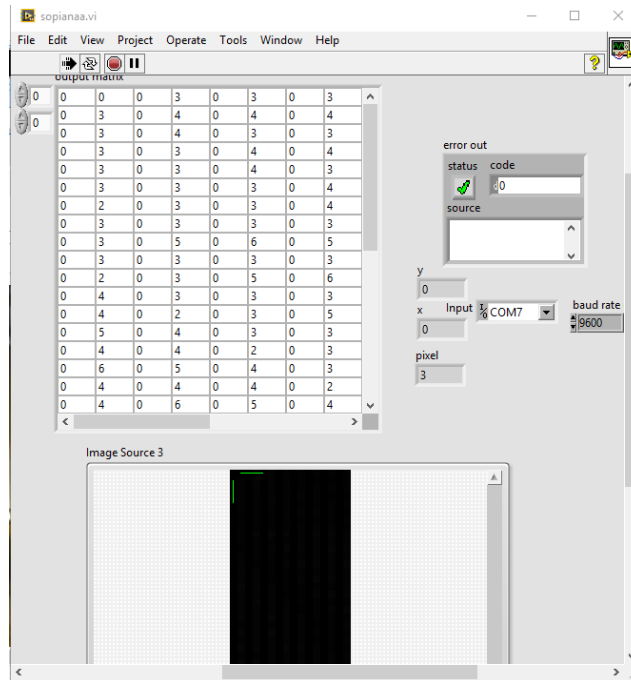 sopianaa.vi
File Edit View Project Operate Tools Window Help
output matrix
0 0 0 0 3 0 3 0 3
0 0 3 0 4 0 4 0 4
0 3 0 4 0 3 0 3
0 3 0 3 0 4 0 4
0 3 0 3 0 4 0 3
0 3 0 3 0 3 0 4
0 2 0 3 0 3 0 4
0 3 0 3 0 3 0 3
0 3 0 5 0 6 0 5
0 3 0 3 0 3 0 3
0 2 0 3 0 5 0 6
0 4 0 3 0 3 0 3
0 4 0 2 0 3 0 5
0 5 0 4 0 3 0 3
0 4 0 4 0 2 0 3
0 6 0 5 0 4 0 3
0 4 0 4 0 4 0 2
0 4 0 6 0 5 0 4
error out
status code
0
source
y
0
x Input COM7 baud rate
0 9600
pixel
3
Image Source 3